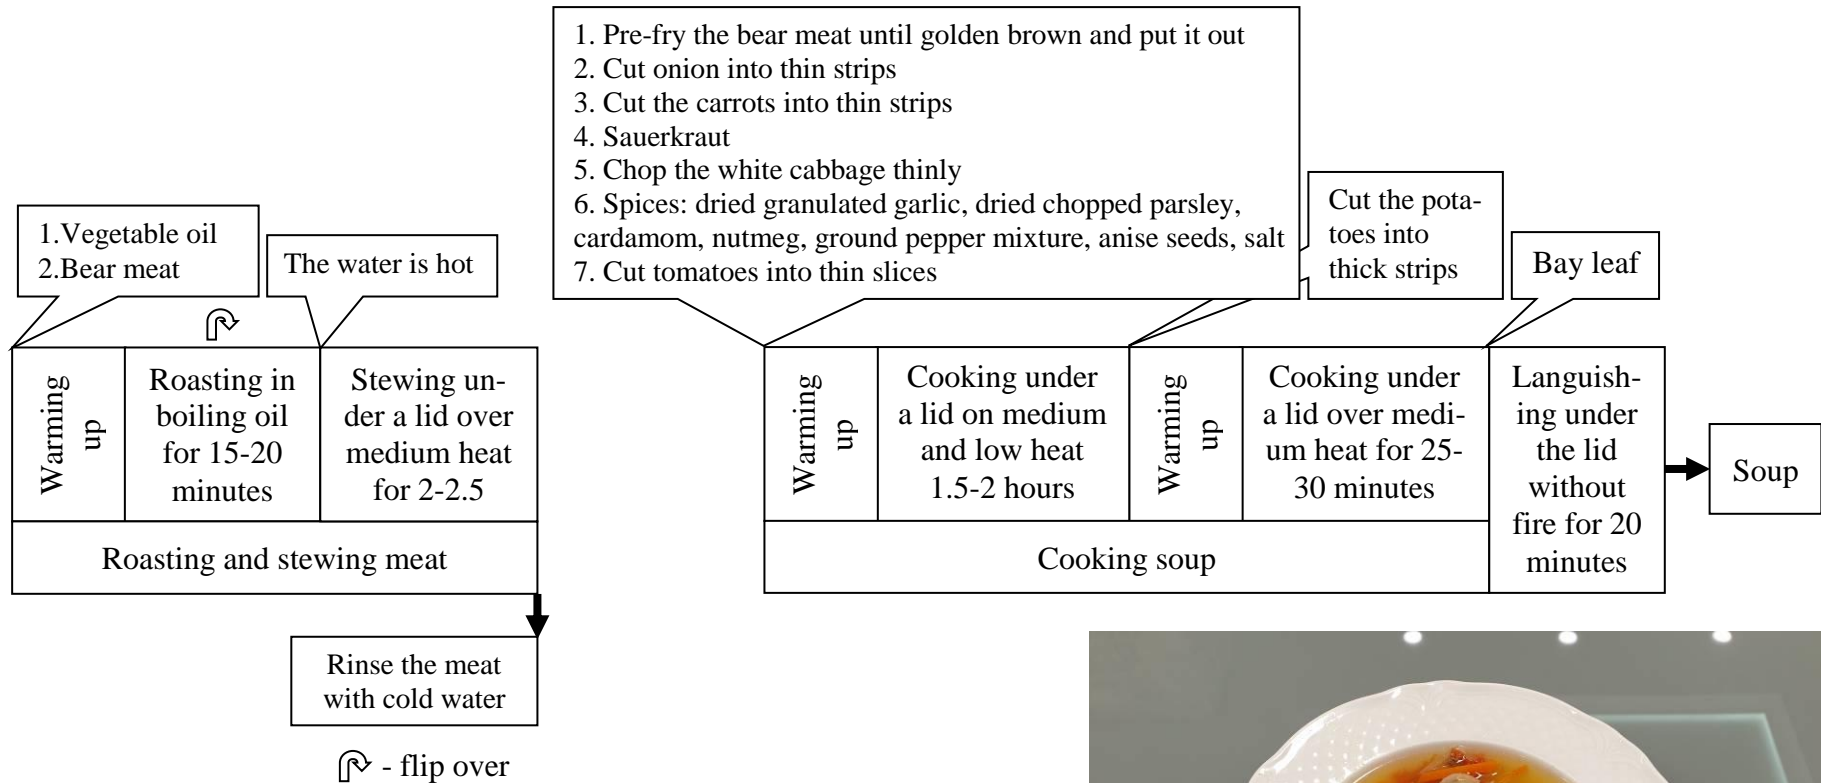 1.Vegetable oil
2.Bear meat
The water is hot
Warming
up
Roasting in
boiling oil
for 15-20
minutes
Stewing un-
der a lid over
medium heat
for 2-2.5
Roasting and stewing meat
Rinse the meat
with cold water
- flip over
1. Pre-fry the bear meat until golden brown and put it out
2. Cut onion into thin strips
3. Cut the carrots into thin strips
4. Sauerkraut
5. Chop the white cabbage thinly
6. Spices: dried granulated garlic, dried chopped parsley,
cardamom, nutmeg, ground pepper mixture, anise seeds, salt
7. Cut tomatoes into thin slices
Cut the pota-
toes into
thick strips
Bay leaf
Warming
up
Cooking under
a lid on medium
and low heat
1.5-2 hours
Warming
up
Cooking under
a lid over medi-
um heat for 25-
30 minutes
Languish-
ing under
the lid
without
fire for 20
minutes
Cooking soup
Soup